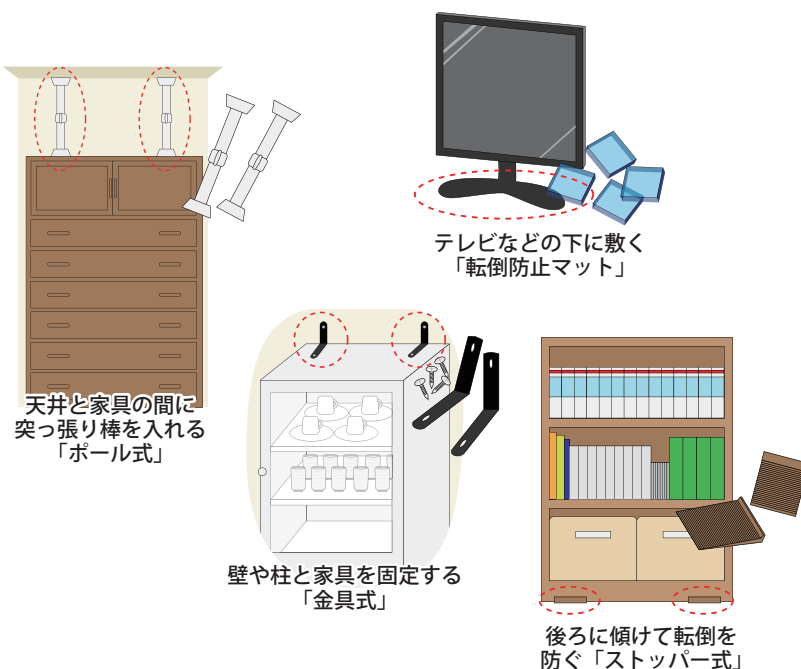 テレビなどの下に敷く
「転倒防止マット」
天井と家具の間に
突っ張り棒を入れる
「ポール式」
壁や柱と家具を固定する
「金具式」
後ろに傾けて転倒を
防ぐ「ストッパー式」